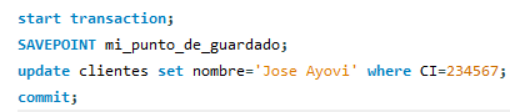 start transaction;
SAVEPOINT mi_punto_de_guardado;
update clientes set nombre='Jose Ayovi' where CI=234567;
commit;